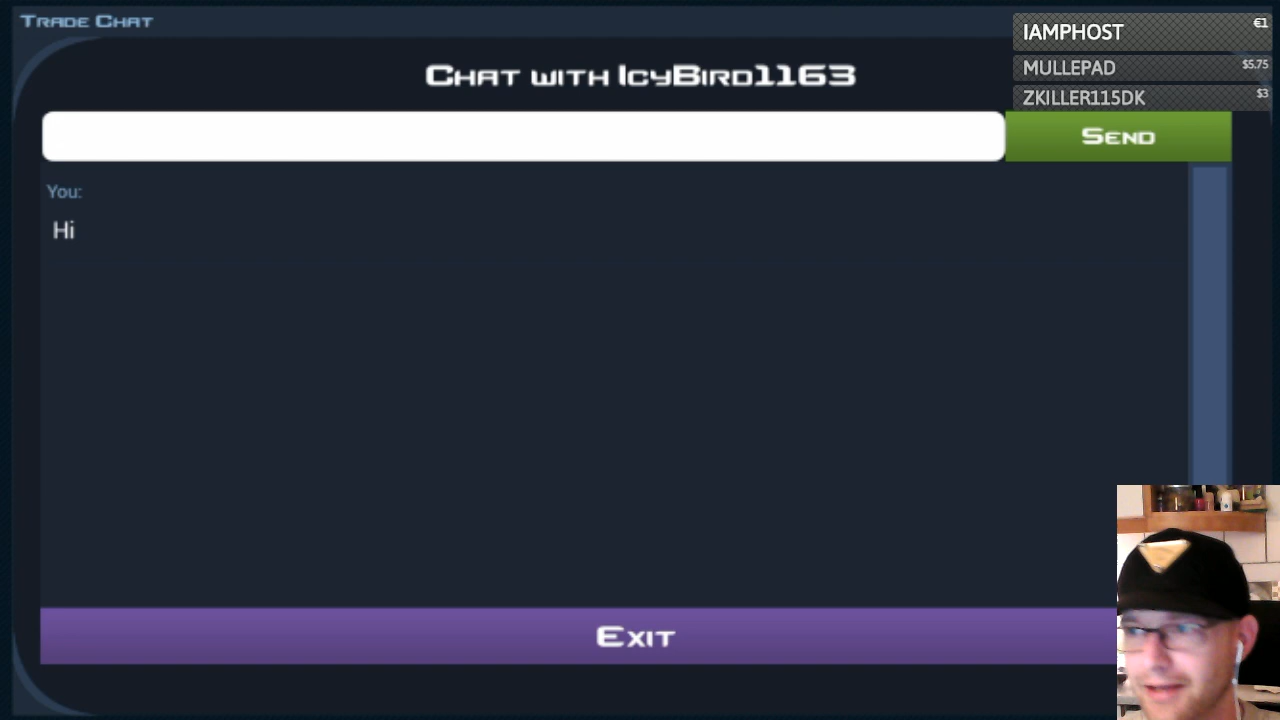 TRADE CHAT
CHAT WITH ICYBIRD1163
IAMPHOST €1
MULLEPAD $5.75
ZKILLER115DK $3
SEND
You:
Hi
EXIT